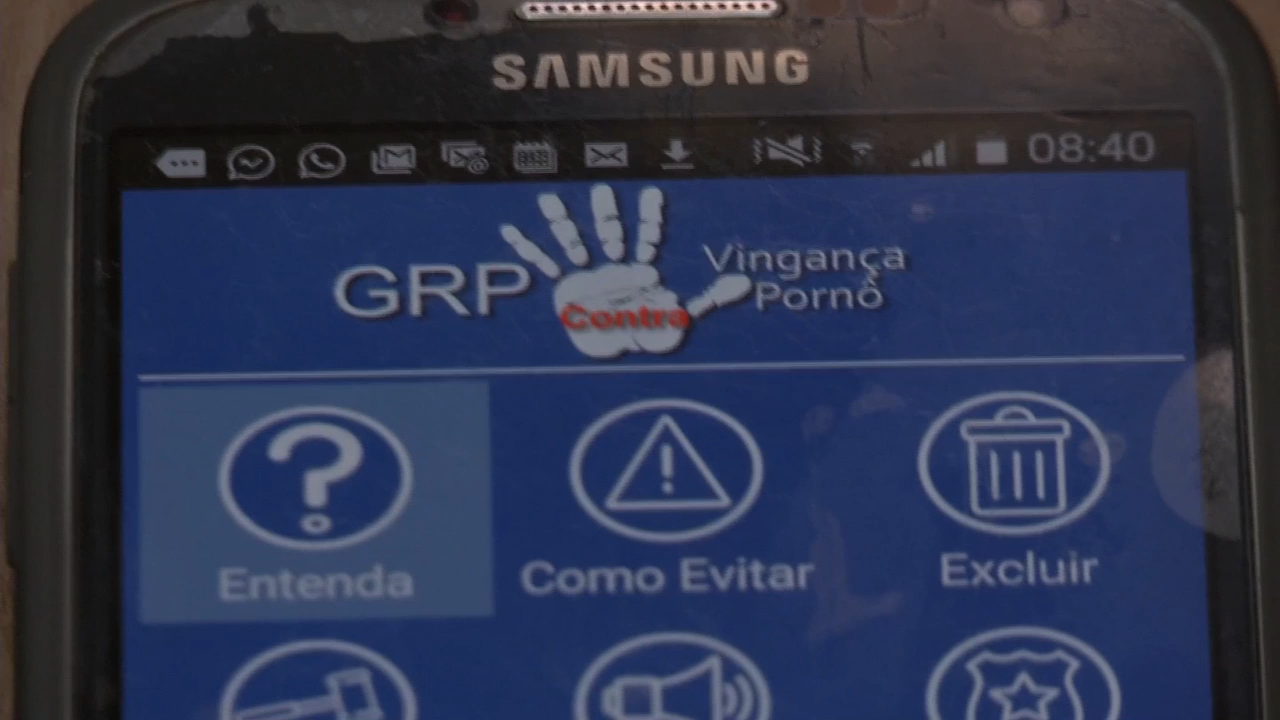 SAMSUNG
08:40
GRP
Contra
Vingança
Pornô
Entenda
Como Evitar
Excluir